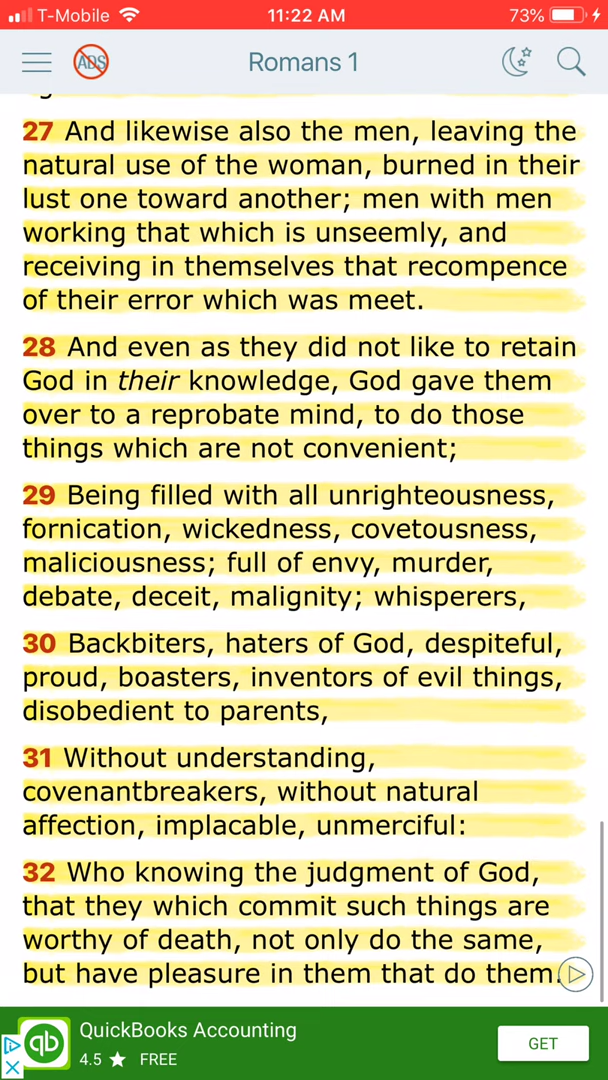 T-Mobile 11:22 AM 73%
ADS Romans 1
27 And likewise also the men, leaving the
natural use of the woman, burned in their
lust one toward another; men with men
working that which is unseemly, and
receiving in themselves that recompence
of their error which was meet.
28 And even as they did not like to retain
God in their knowledge, God gave them
over to a reprobate mind, to do those
things which are not convenient;
29 Being filled with all unrighteousness,
fornication, wickedness, covetousness,
maliciousness; full of envy, murder,
debate, deceit, malignity; whisperers,
30 Backbiters, haters of God, despiteful,
proud, boasters, inventors of evil things,
disobedient to parents,
31 Without understanding,
covenantbreakers, without natural
affection, implacable, unmerciful:
32 Who knowing the judgment of God,
that they which commit such things are
worthy of death, not only do the same,
but have pleasure in them that do them.
qb QuickBooks Accounting
4.5 ★ FREE
GET